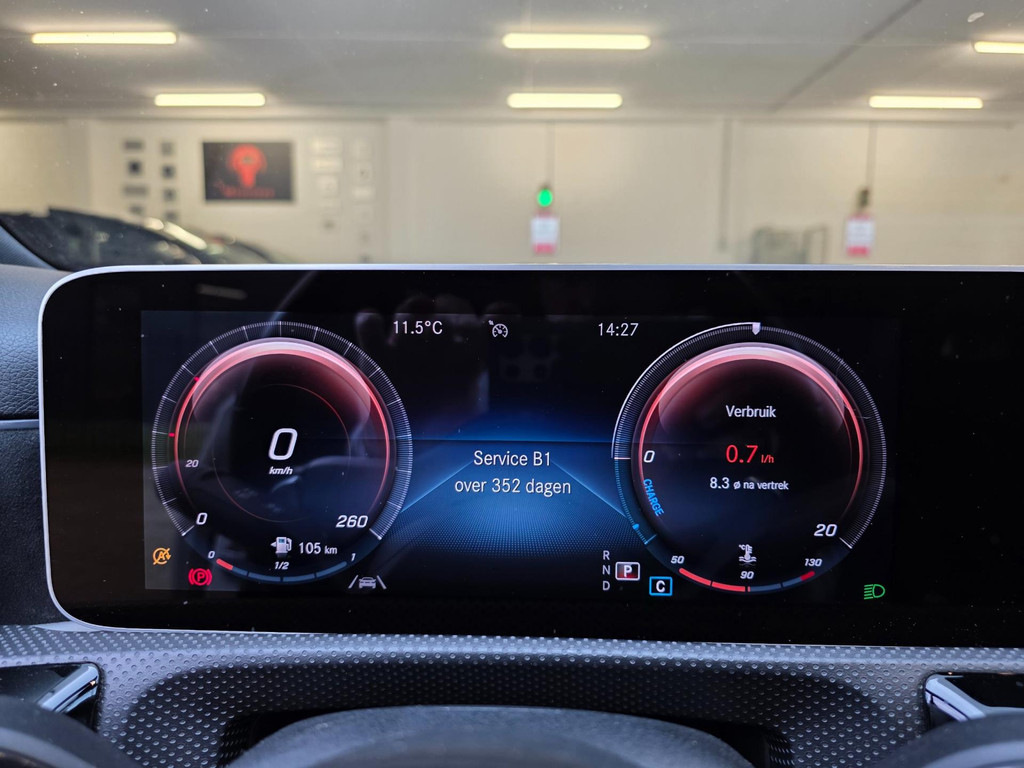 11.5°C
14:27
0
km/h
20
0
260
105 km
0
1/2
1
A
P
Service B1
over 352 dagen
Verbruik
0.7 l/h
8.3 ø na vertrek
0
CHARGE
20
50
90
130
R
N
P
D
C